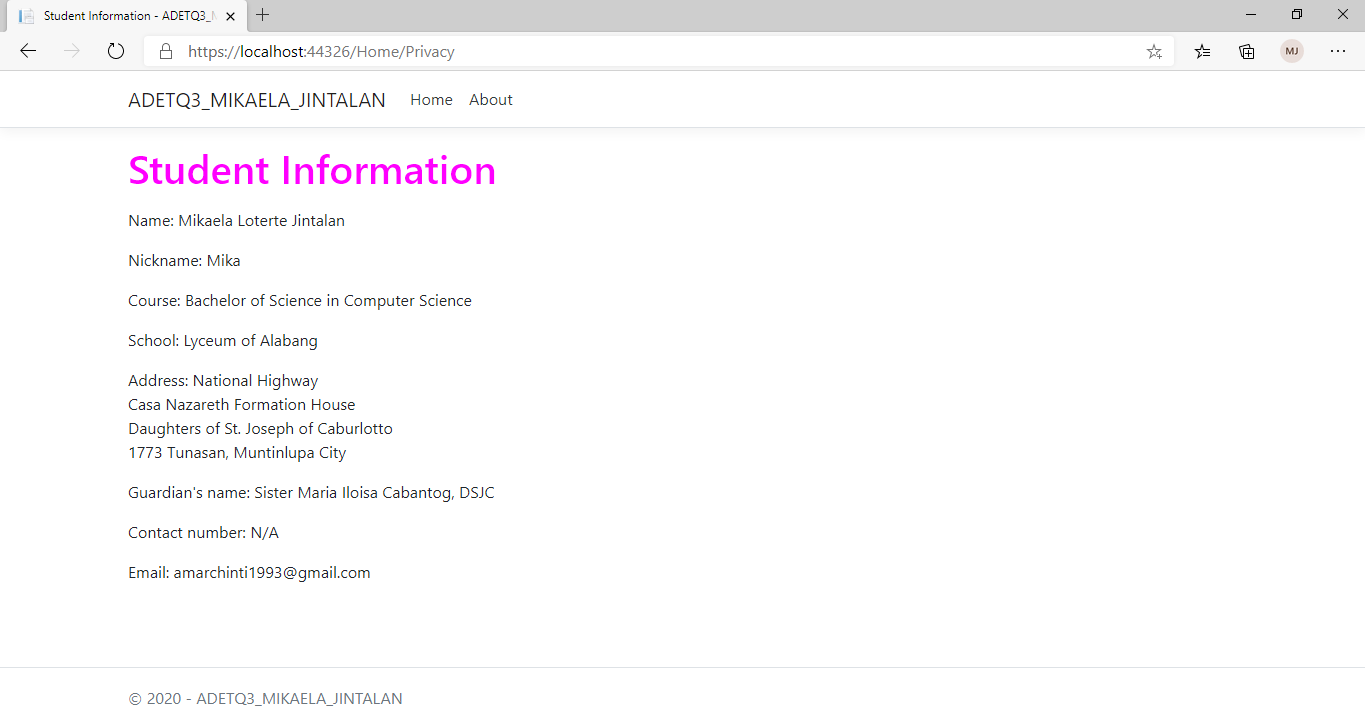 Student Information - ADETQ3_
https://localhost:44326/Home/Privacy
MJ
ADETQ3_MIKAELA_JINTALAN Home About
Student Information
Name: Mikaela Loterte Jintalan
Nickname: Mika
Course: Bachelor of Science in Computer Science
School: Lyceum of Alabang
Address: National Highway
Casa Nazareth Formation House
Daughters of St. Joseph of Caburlotto
1773 Tunasan, Muntinlupa City
Guardian's name: Sister Maria Iloisa Cabantog, DSJC
Contact number: N/A
Email: amarchinti1993@gmail.com
© 2020 - ADETQ3_MIKAELA_JINTALAN